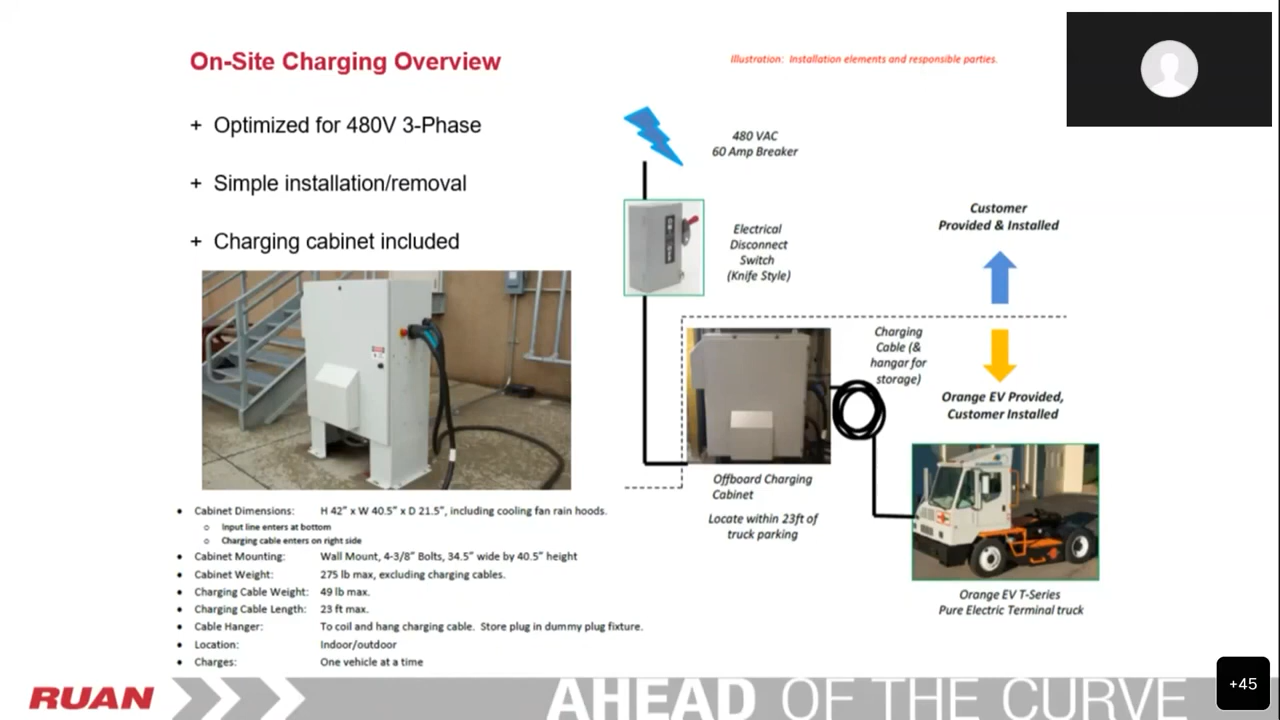 On-Site Charging Overview
+ Optimized for 480V 3-Phase
+ Simple installation/removal
+ Charging cabinet included
Illustration: Installation elements and responsible parties.
480 VAC
60 Amp Breaker
Electrical
Disconnect
Switch
(Knife Style)
Customer
Provided & Installed
Charging
Cable (&
hangar for
storage)
Orange EV Provided,
Customer Installed
Offboard Charging
Cabinet
Locate within 23ft of
truck parking
Orange EV T-Series
Pure Electric Terminal truck
• Cabinet Dimensions: H 42" x W 40.5" x D 21.5", including cooling fan rain hoods.
o Input line enters at bottom
o Charging cable enters on right side
• Cabinet Mounting: Wall Mount, 4-3/8" Bolts, 34.5" wide by 40.5" height
• Cabinet Weight: 275 lb max, excluding charging cables.
• Charging Cable Weight: 49 lb max.
• Charging Cable Length: 23 ft max.
• Cable Hanger: To coil and hang charging cable. Store plug in dummy plug fixture.
• Location: Indoor/outdoor
• Charges: One vehicle at a time
RUAN
AHEAD OF THE CURVE
+45